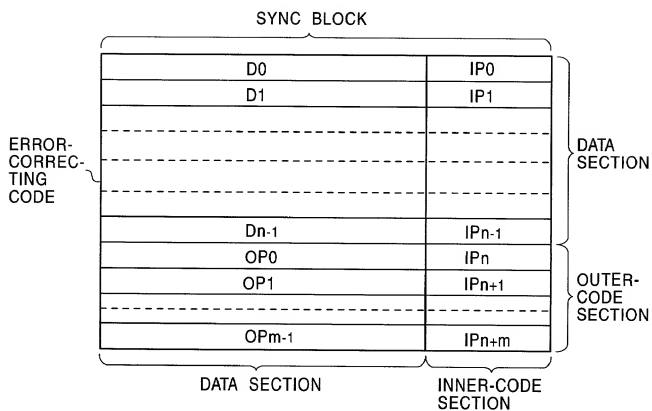 SYNC BLOCK
D0 IP0
D1 IP1
ERROR-
CORREC-
TING
CODE
DATA
SECTION
Dn-1 IPn-1
OP0 IPn
OP1 IPn+1
OUTER-
CODE
SECTION
OPm-1 IPn+m
DATA SECTION
INNER-CODE
SECTION